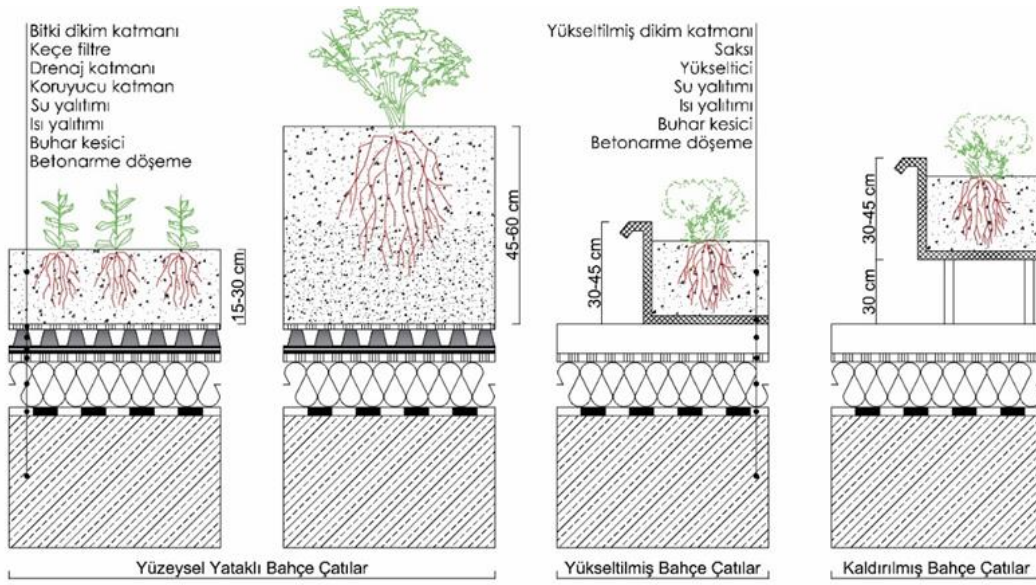 Bitki dikim katmanı
Keçe filtre
Drenaj katmanı
Koruyucu katman
Su yalıtımı
Isı yalıtımı
Buhar kesici
Betonarme döşeme
15-30 cm
45-60 cm
Yükseltilmiş dikim katmanı
Saksı
Yükseltici
Su yalıtımı
Isı yalıtımı
Buhar kesici
Betonarme döşeme
30-45 cm
30-45 cm
30 cm
Yüzeysel Yataklı Bahçe Çatılar
Yükseltilmiş Bahçe Çatılar
Kaldırılmış Bahçe Çatılar